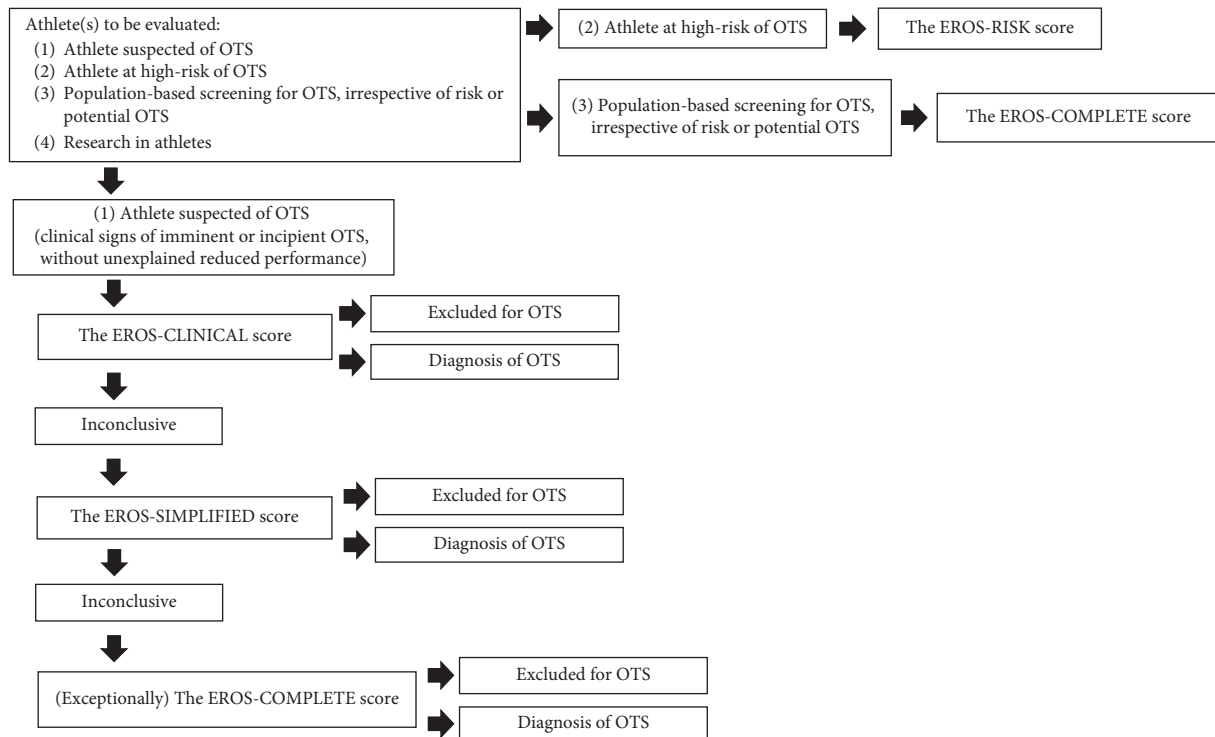 Athlete(s) to be evaluated:
(1) Athlete suspected of OTS
(2) Athlete at high-risk of OTS
(3) Population-based screening for OTS, irrespective of risk or
potential OTS
(4) Research in athletes
(2) Athlete at high-risk of OTS
The EROS-RISK score
(3) Population-based screening for OTS,
irrespective of risk or potential OTS
The EROS-COMPLETE score
(1) Athlete suspected of OTS
(clinical signs of imminent or incipient OTS,
without unexplained reduced performance)
The EROS-CLINICAL score
Excluded for OTS
Diagnosis of OTS
Inconclusive
The EROS-SIMPLIFIED score
Excluded for OTS
Diagnosis of OTS
Inconclusive
(Exceptionally) The EROS-COMPLETE score
Excluded for OTS
Diagnosis of OTS